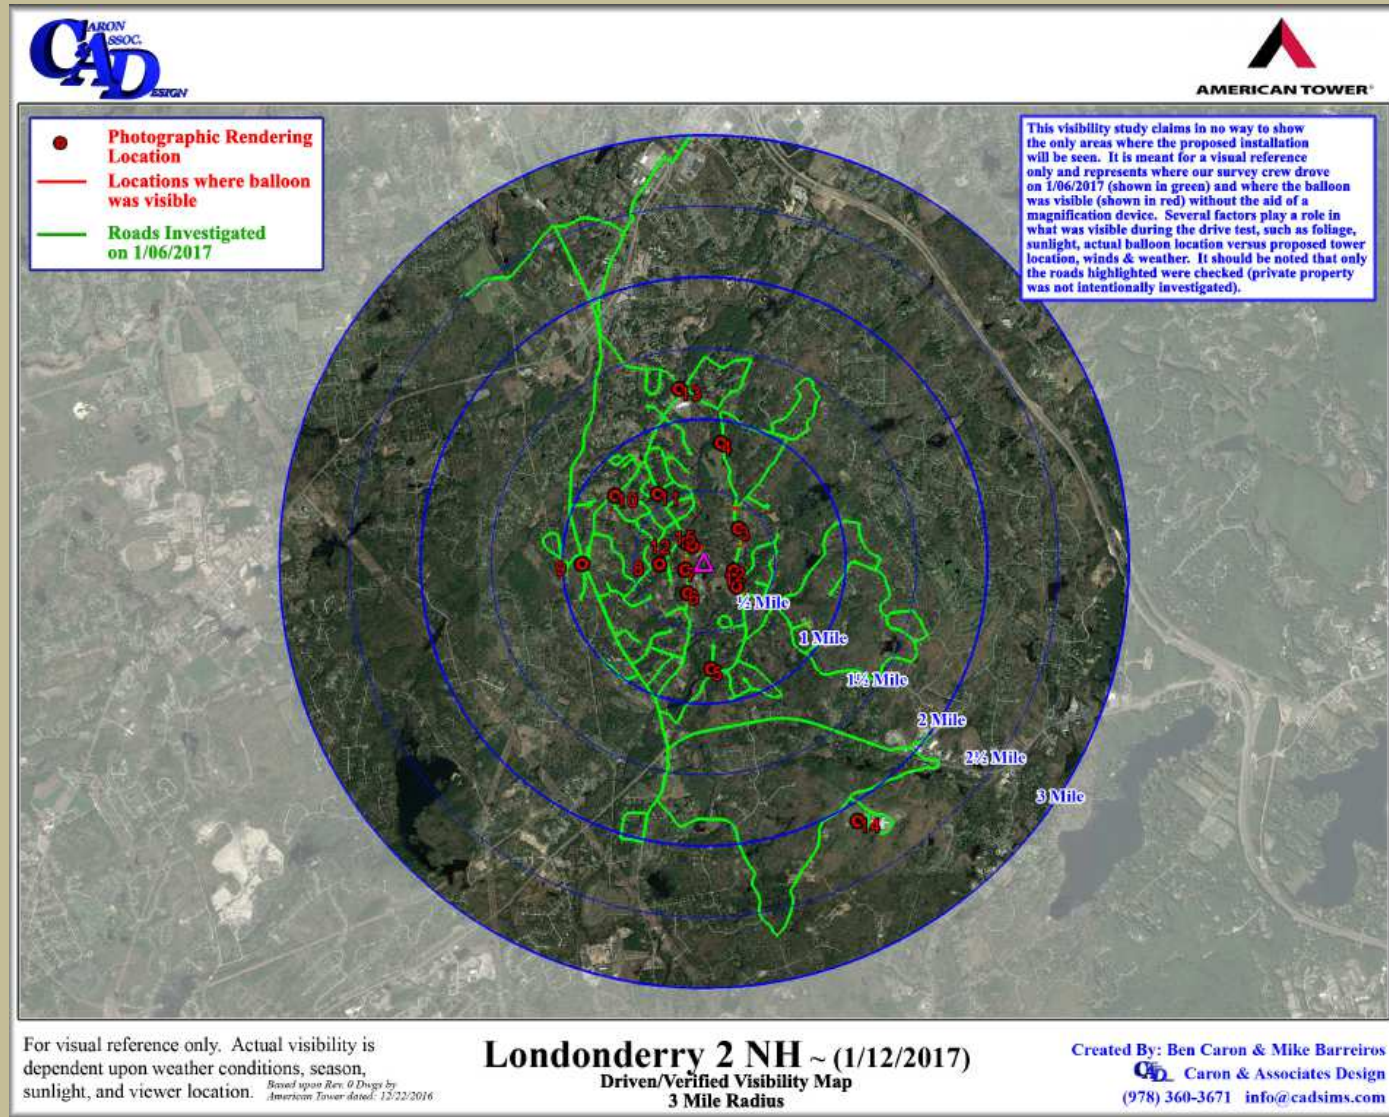 CARON
ASSOC.
& DESIGN
AMERICAN TOWER®
Photographic Rendering
Location
Locations where balloon
was visible
Roads Investigated
on 1/06/2017
This visibility study claims in no way to show
the only areas where the proposed installation
will be seen. It is meant for a visual reference
only and represents where our survey crew drove
on 1/06/2017 (shown in green) and where the balloon
was visible (shown in red) without the aid of a
magnification device. Several factors play a role in
what was visible during the drive test, such as foliage,
sunlight, actual balloon location versus proposed tower
location, winds & weather. It should be noted that only
the roads highlighted were checked (private property
was not intentionally investigated).
13
4
10
11
3
15
12
9
8
6
½ Mile
1 Mile
5
1½ Mile
2 Mile
2½ Mile
3 Mile
14
For visual reference only. Actual visibility is
dependent upon weather conditions, season,
sunlight, and viewer location.
Based upon Rev. 0 Dwgs by
American Tower dated: 12/22/2016
Londonderry 2 NH ~ (1/12/2017)
Driven/Verified Visibility Map
3 Mile Radius
Created By: Ben Caron & Mike Barreiros
CAD Caron & Associates Design
(978) 360-3671 info@cadsims.com